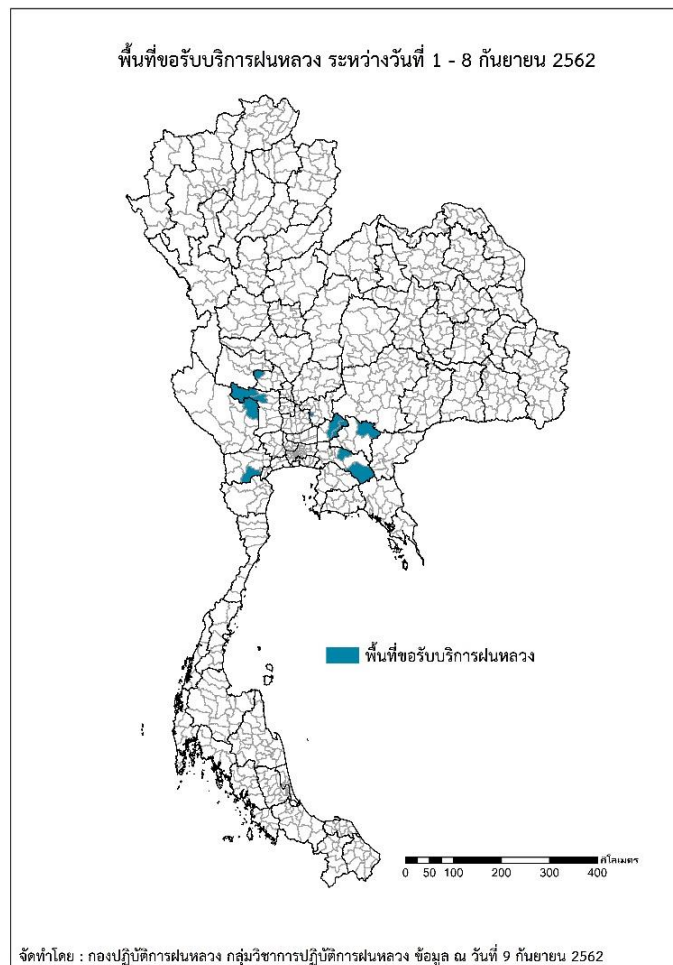 พื้นที่ขอรับบริการฝนหลวง ระหว่างวันที่ 1 - 8 กันยายน 2562
พื้นที่ขอรับบริการฝนหลวง
กิโลเมตร
0 50 100 200 300 400
จัดทำโดย : กองปฏิบัติการฝนหลวง กลุ่มวิชาการปฏิบัติการฝนหลวง ข้อมูล ณ วันที่ 9 กันยายน 2562